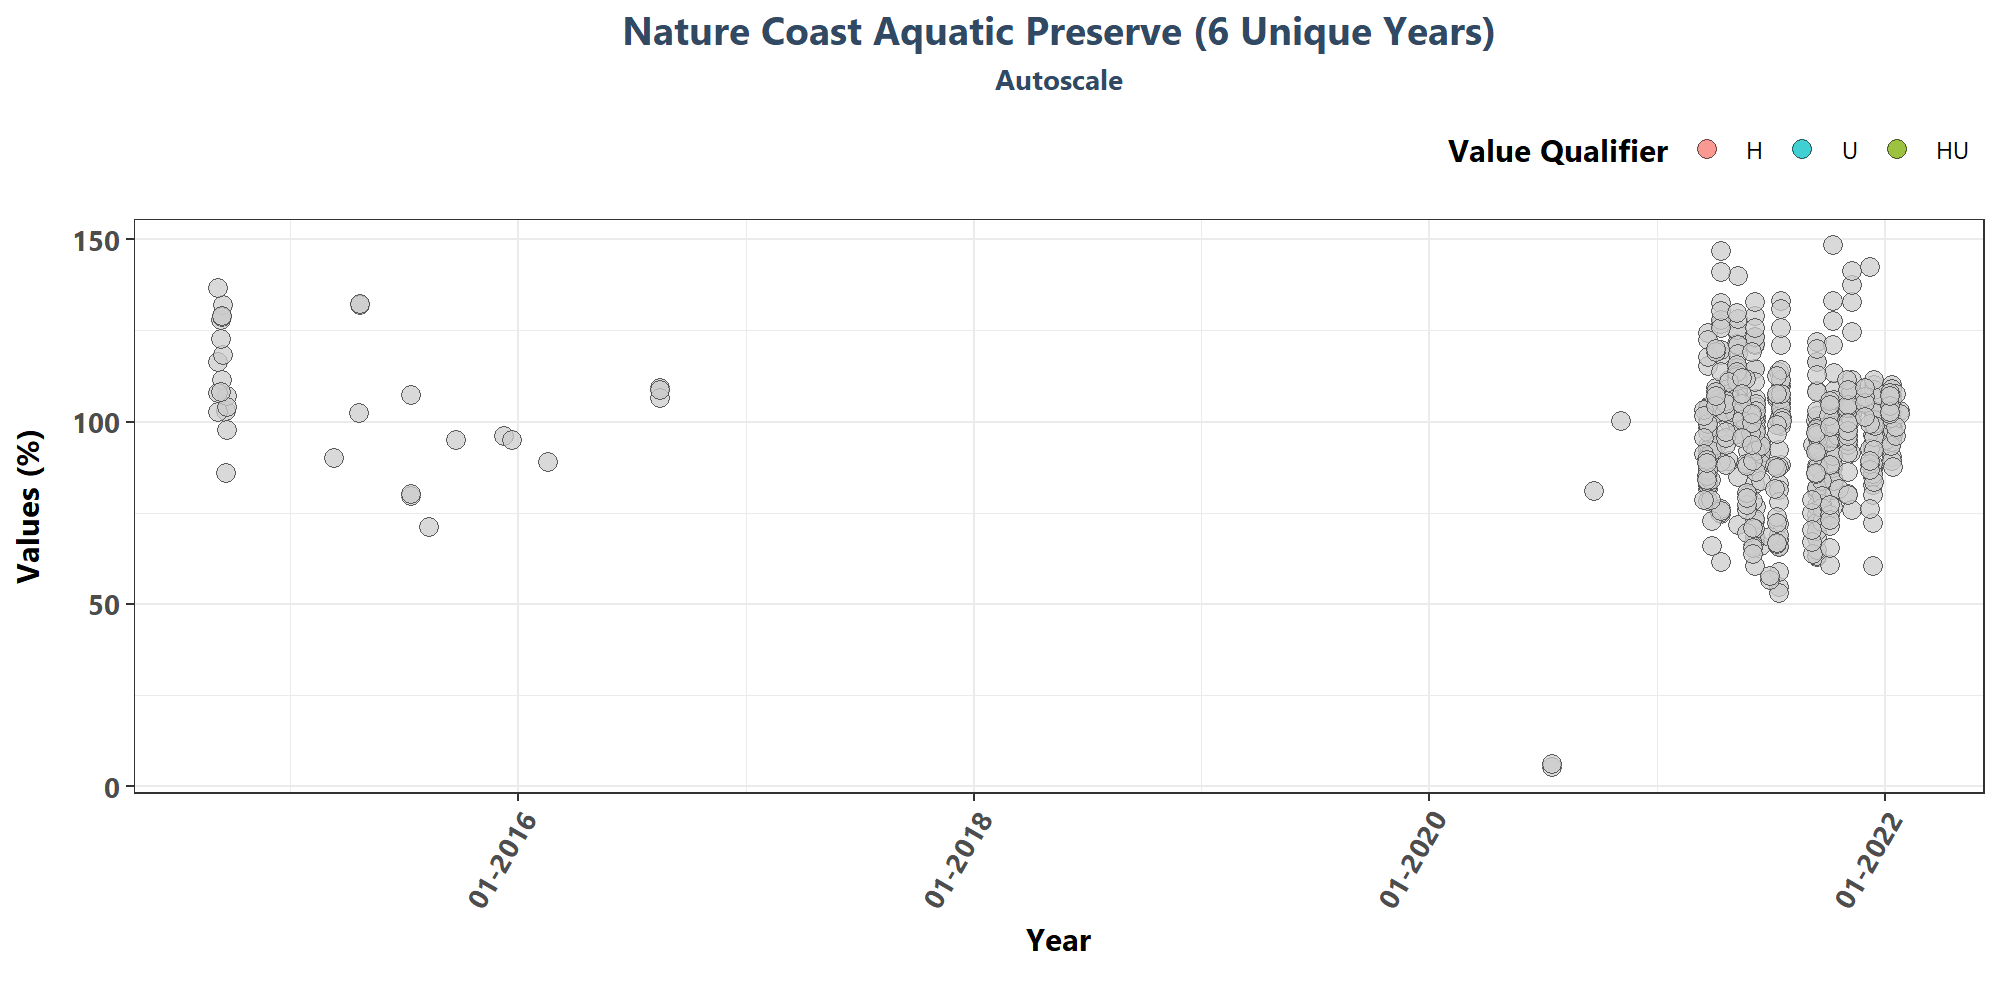 Nature Coast Aquatic Preserve (6 Unique Years)
Autoscale
Value Qualifier H U HU
150
100
50
0
Values (%)
01-2016 01-2018 01-2020 01-2022
Year